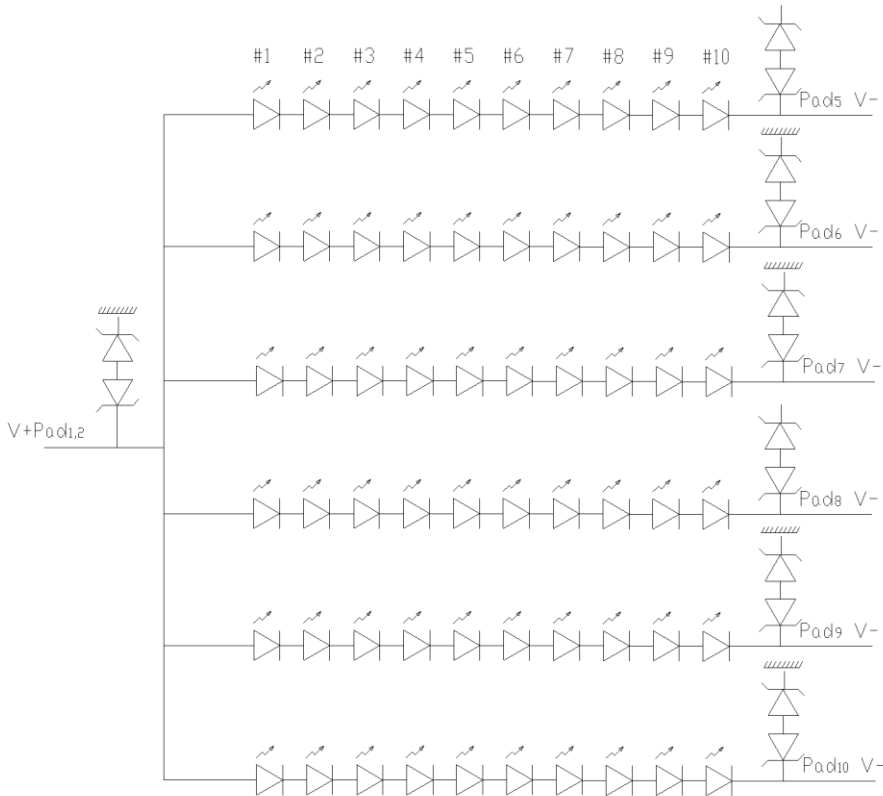 #1 #2 #3 #4 #5 #6 #7 #8 #9 #10
Pad5 V-
Pad6 V-
Pad7 V-
V+Pad1,2
Pad8 V-
Pad9 V-
Pad10 V-